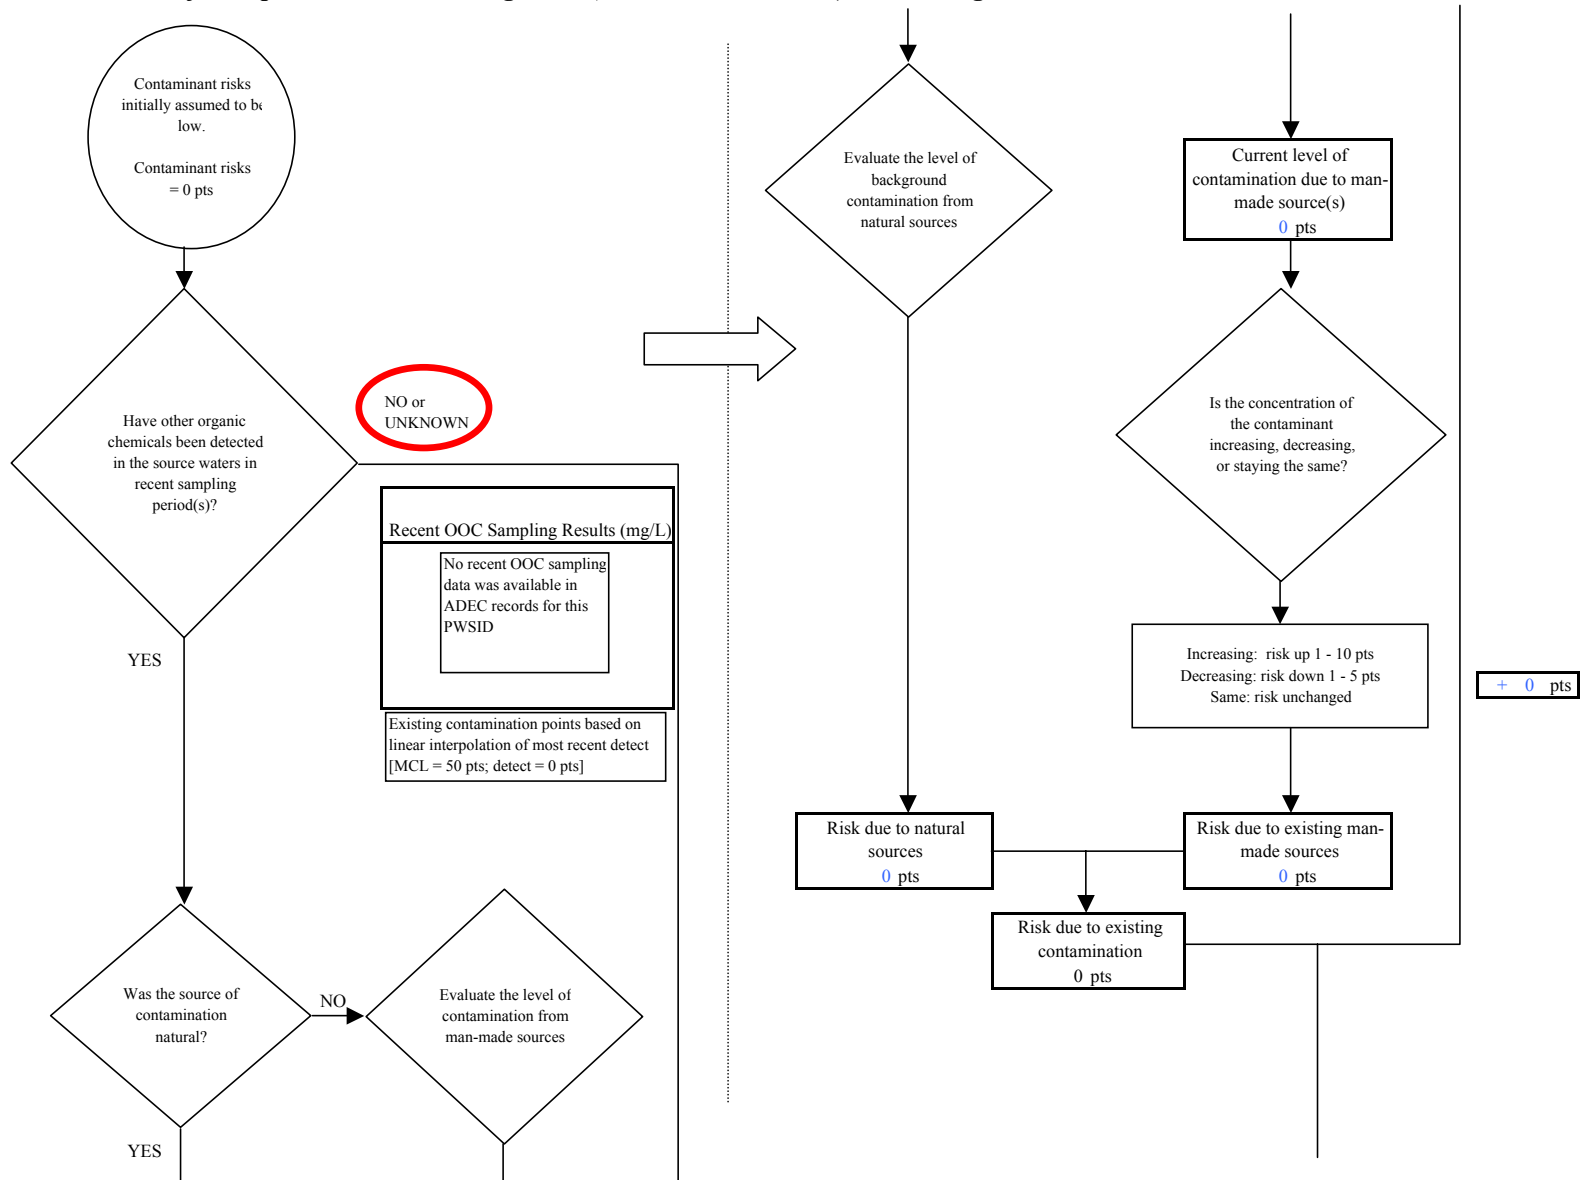 Contaminant risks
initially assumed to be
low.
Contaminant risks
= 0 pts
Have other organic
chemicals been detected
in the source waters in
recent sampling
period(s)?
NO or
UNKNOWN
Recent OOC Sampling Results (mg/L)
No recent OOC sampling
data was available in
ADEC records for this
PWSID
Existing contamination points based on
linear interpolation of most recent detect
[MCL = 50 pts; detect = 0 pts]
YES
Was the source of
contamination
natural?
NO
Evaluate the level of
contamination from
man-made sources
YES
Evaluate the level of
background
contamination from
natural sources
Current level of
contamination due to man-
made source(s)
0 pts
Is the concentration of
the contaminant
increasing, decreasing,
or staying the same?
Increasing: risk up 1 - 10 pts
Decreasing: risk down 1 - 5 pts
Same: risk unchanged
+ 0 pts
Risk due to natural
sources
0 pts
Risk due to existing man-
made sources
0 pts
Risk due to existing
contamination
0 pts